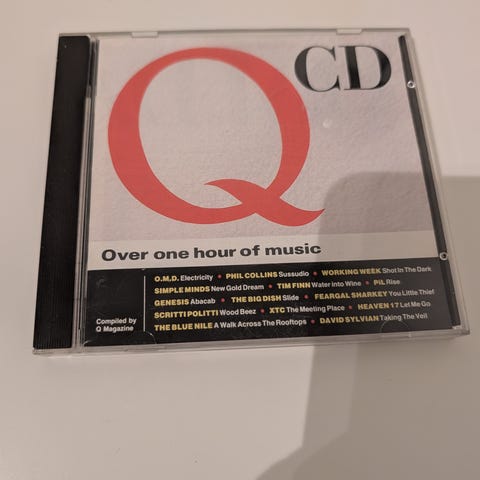 Q CD
Over one hour of music
O.M.D. Electricity • PHIL COLLINS Sussudio • WORKING WEEK Shot In The Dark
SIMPLE MINDS New Gold Dream • TIM FINN Water into Wine • PiL Rise
GENESIS Abacab • THE BIG DISH Slide • FEARGAL SHARKEY You Little Thief
SCRITTI POLITTI Wood Beez • XTC The Meeting Place • HEAVEN 17 Let Me Go
THE BLUE NILE A Walk Across The Rooftops • DAVID SYLVIAN Taking The Veil
Compiled by
Q Magazine